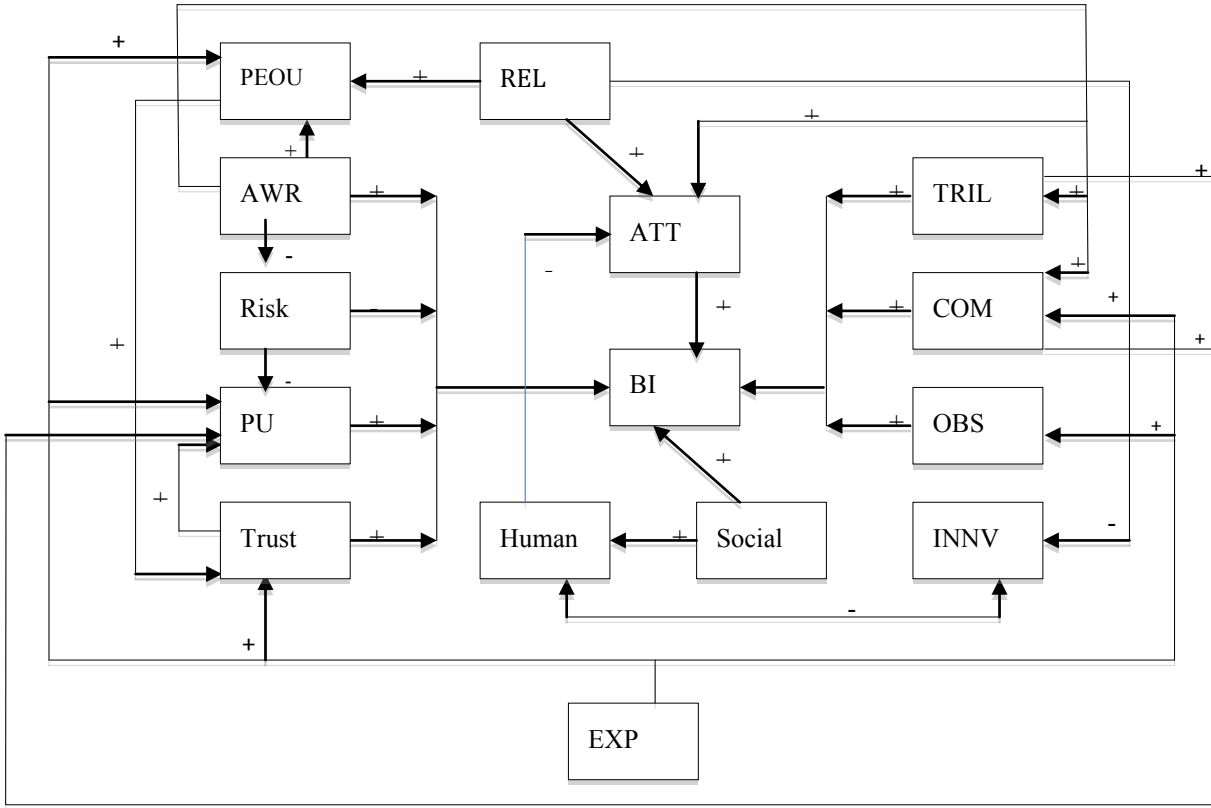 +
PEOU
+
REL
+
+
+
AWR
+
+
TRIL
+
+
ATT
-
-
+
Risk
-
+
+
COM
+
+
+
-
BI
PU
+
+
OBS
+
+
+
Trust
+
Human
+
Social
INNV
-
-
+
EXP